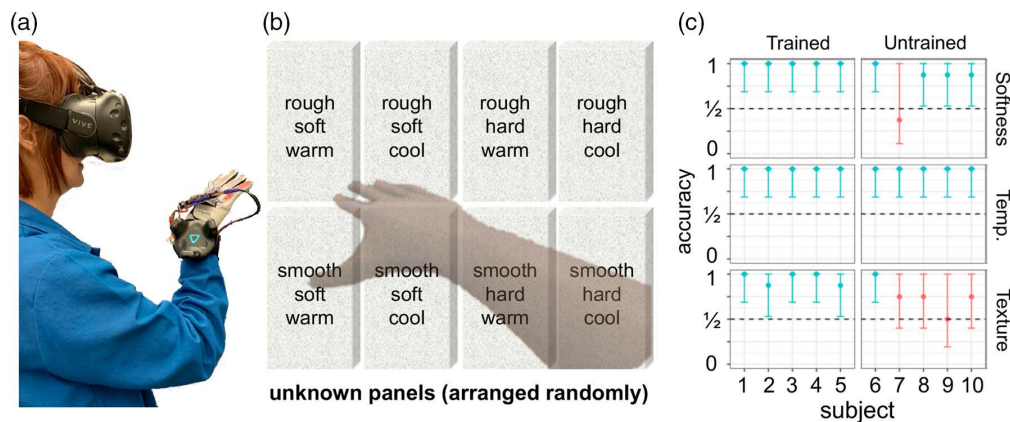 (a)
VIVE
(b)
rough
soft
warm
rough
soft
cool
rough
hard
warm
rough
hard
cool
smooth
soft
warm
smooth
soft
cool
smooth
hard
warm
smooth
hard
cool
unknown panels (arranged randomly)
(c)
Trained
Untrained
accuracy
1
½
0
Softness
1
½
0
Temp.
1
½
0
Texture
1 2 3 4 5 6 7 8 9 10
subject